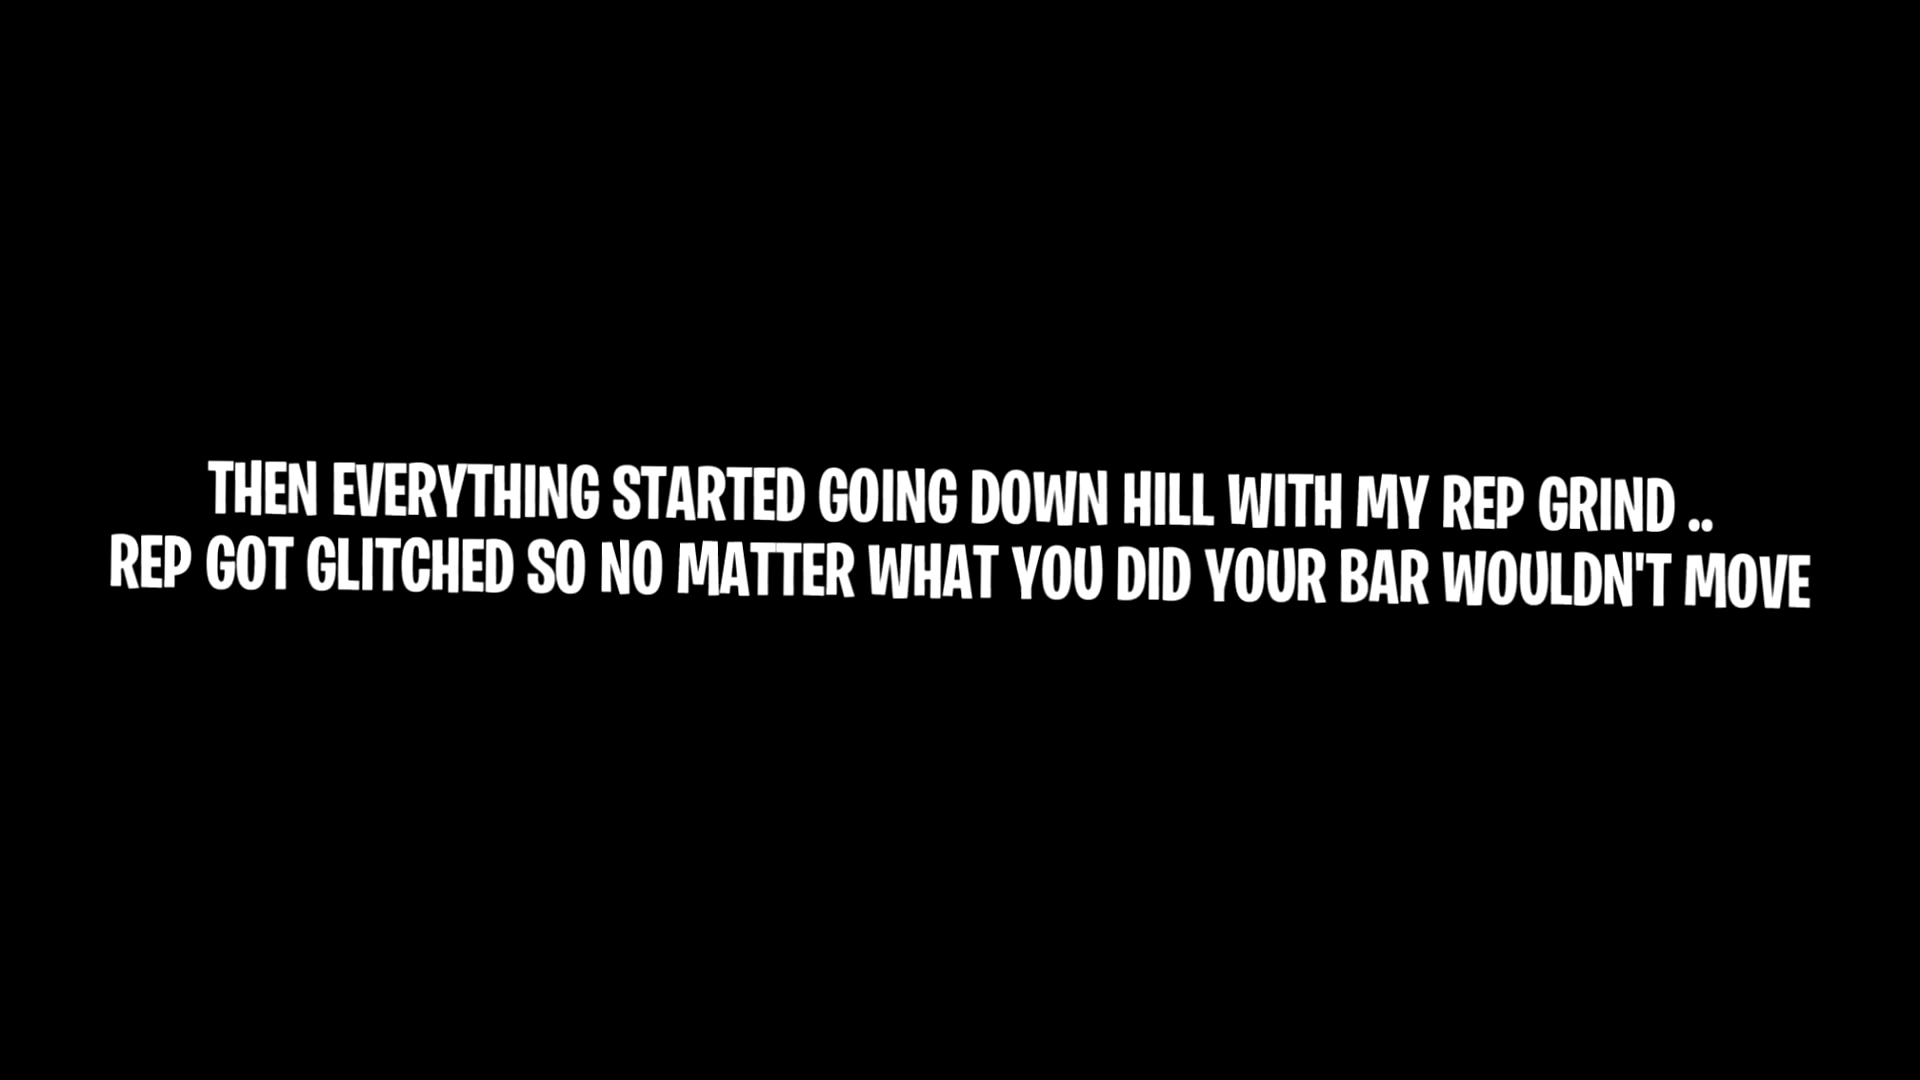 THEN EVERYTHING STARTED GOING DOWN HILL WITH MY REP GRIND ..
REP GOT GLITCHED SO NO MATTER WHAT YOU DID YOUR BAR WOULDN'T MOVE